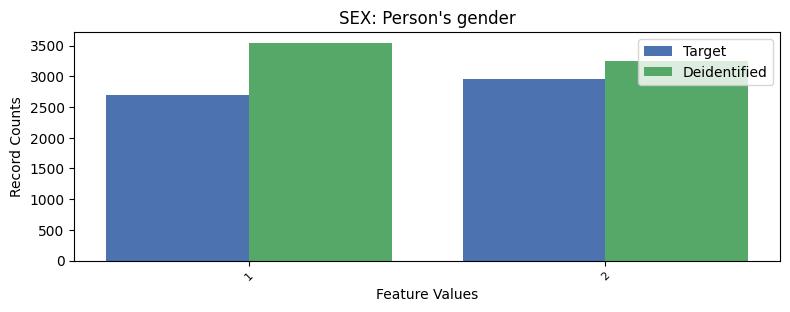 SEX: Person's gender
Target
Deidentified
3500
3000
2500
2000
1500
1000
500
0
Record Counts
1
2
Feature Values